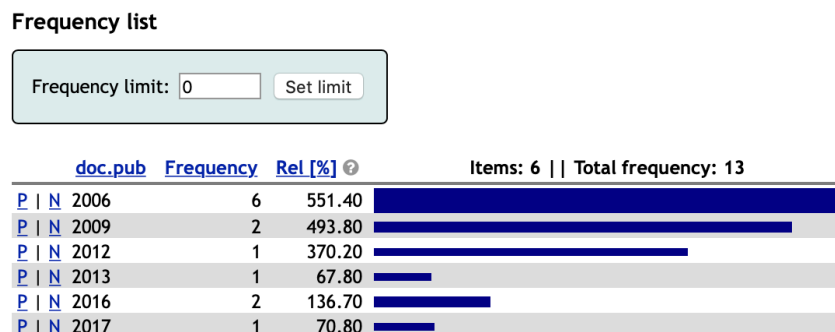 Frequency list
Frequency limit: 0 Set limit
doc.pub Frequency Rel [%] ? Items: 6 || Total frequency: 13
P | N 2006 6 551.40
P | N 2009 2 493.80
P | N 2012 1 370.20
P | N 2013 1 67.80
P | N 2016 2 136.70
P | N 2017 1 70.80